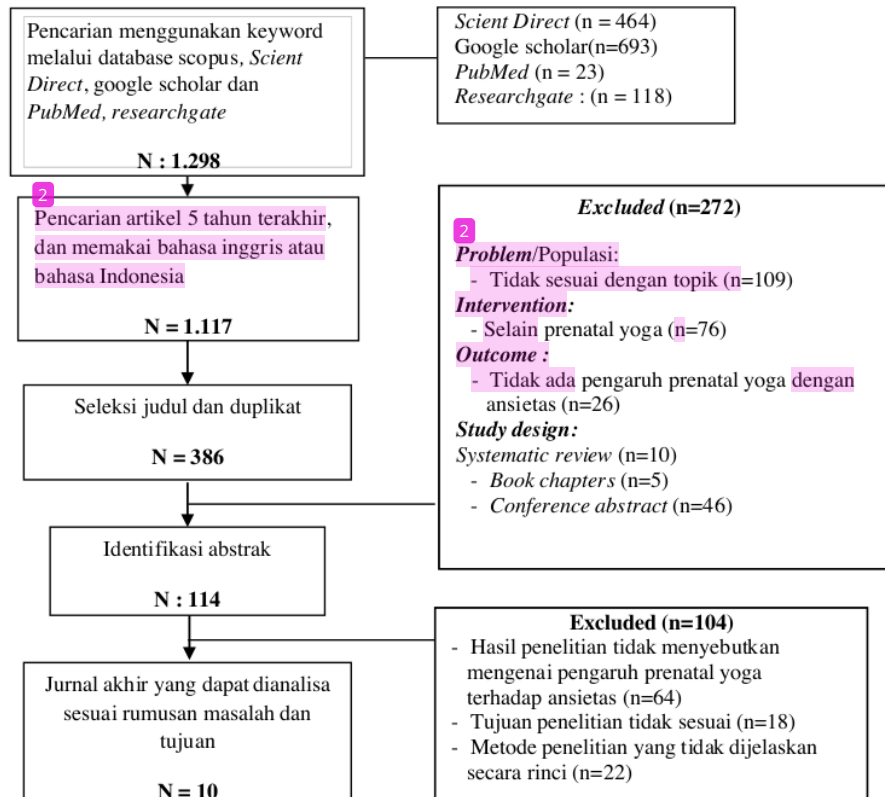 Pencarian menggunakan keyword
melalui database scopus, Scient
Direct, google scholar dan
PubMed, researchgate
N : 1.298
Scient Direct (n = 464)
Google scholar(n=693)
PubMed (n = 23)
Researchgate : (n = 118)
2
Pencarian artikel 5 tahun terakhir,
dan memakai bahasa inggris atau
bahasa Indonesia
N = 1.117
Excluded (n=272)
2
Problem/Populasi:
- Tidak sesuai dengan topik (n=109)
Intervention:
- Selain prenatal yoga (n=76)
Outcome :
- Tidak ada pengaruh prenatal yoga dengan
ansietas (n=26)
Study design:
Systematic review (n=10)
- Book chapters (n=5)
- Conference abstract (n=46)
Seleksi judul dan duplikat
N = 386
Identifikasi abstrak
N : 114
Excluded (n=104)
- Hasil penelitian tidak menyebutkan
mengenai pengaruh prenatal yoga
terhadap ansietas (n=64)
- Tujuan penelitian tidak sesuai (n=18)
- Metode penelitian yang tidak dijelaskan
secara rinci (n=22)
Jurnal akhir yang dapat dianalisa
sesuai rumusan masalah dan
tujuan
N = 10